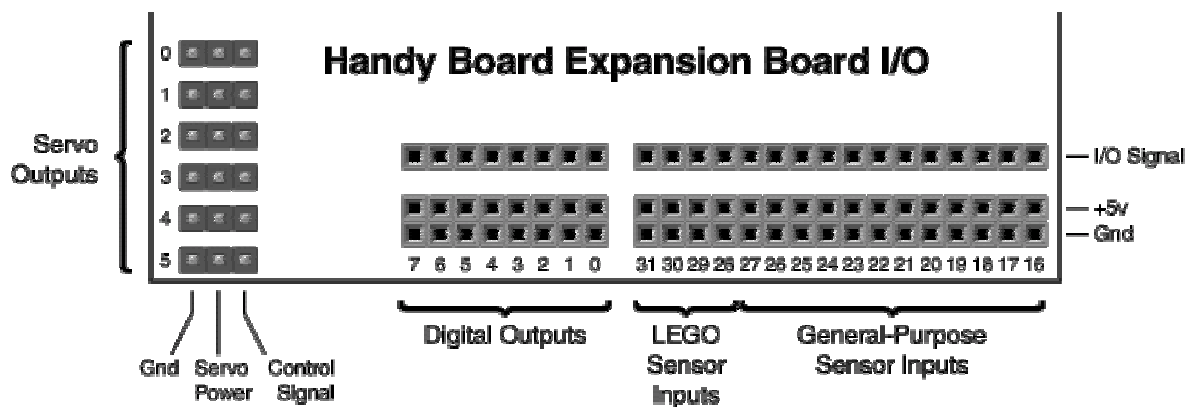 Handy Board Expansion Board I/O
0
1
2
3
4
5
Servo
Outputs
Gnd
Servo
Power
Control
Signal
I/O Signal
+5v
Gnd
7 6 5 4 3 2 1 0
31 30 29 28 27 26 25 24 23 22 21 20 19 18 17 16
Digital Outputs
LEGO
Sensor
Inputs
General-Purpose
Sensor Inputs